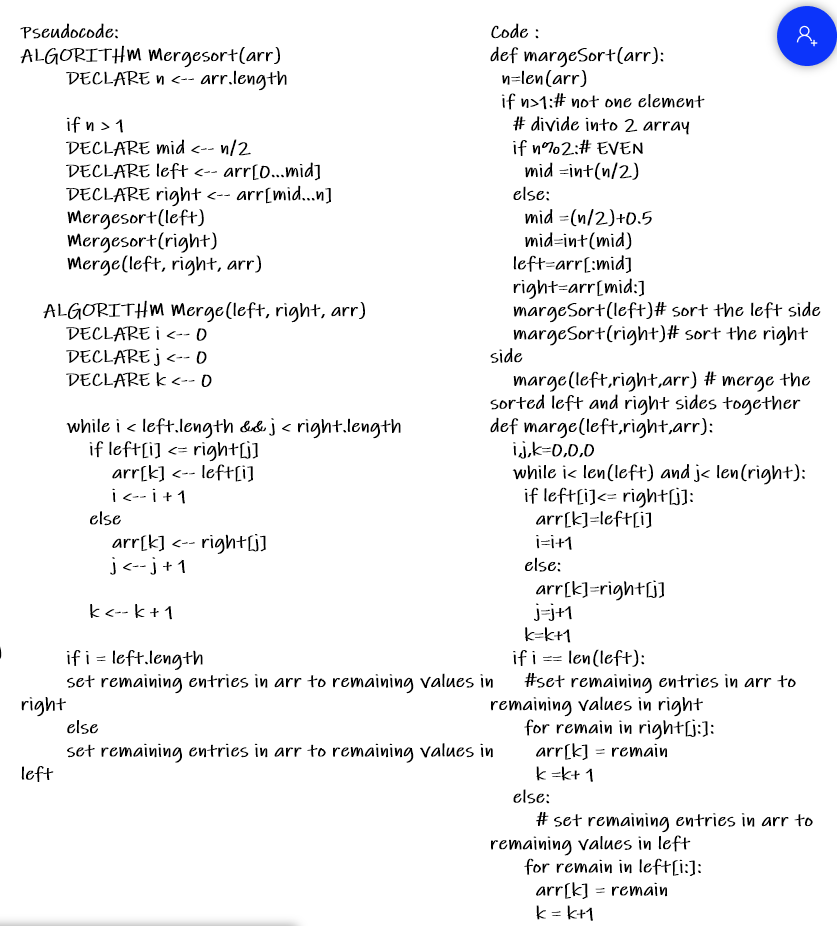 Pseudocode:
ALGORITHM Mergesort(arr)
DECLARE n <-- arr.length
if n > 1
DECLARE mid <-- n/2
DECLARE left <-- arr[0...mid]
DECLARE right <-- arr[mid...n]
Mergesort(left)
Mergesort(right)
Merge(left, right, arr)
ALGORITHM Merge(left, right, arr)
DECLARE i <-- 0
DECLARE j <-- 0
DECLARE k <-- 0
while i < left.length && j < right.length
if left[i] <= right[j]
arr[k] <-- left[i]
i <-- i + 1
else
arr[k] <-- right[j]
j <-- j + 1
k <-- k + 1
if i = left.length
set remaining entries in arr to remaining values in
right
else
set remaining entries in arr to remaining values in
left
Code :
def margeSort(arr):
n=len(arr)
if n>1:# not one element
# divide into 2 array
if n%2:# EVEN
mid =int(n/2)
else:
mid =(n/2)+0.5
mid=int(mid)
left=arr[:mid]
right=arr[mid:]
margeSort(left)# sort the left side
margeSort(right)# sort the right
side
marge(left,right,arr) # merge the
sorted left and right sides together
def marge(left,right,arr):
i,j,k=0,0,0
while i< len(left) and j< len(right):
if left[i]<= right[j]:
arr[k]=left[i]
i=i+1
else:
arr[k]=right[j]
j=j+1
k=k+1
if i == len(left):
#set remaining entries in arr to
remaining values in right
for remain in right[j:]:
arr[k] = remain
k =k+ 1
else:
# set remaining entries in arr to
remaining values in left
for remain in left[i:]:
arr[k] = remain
k = k+1